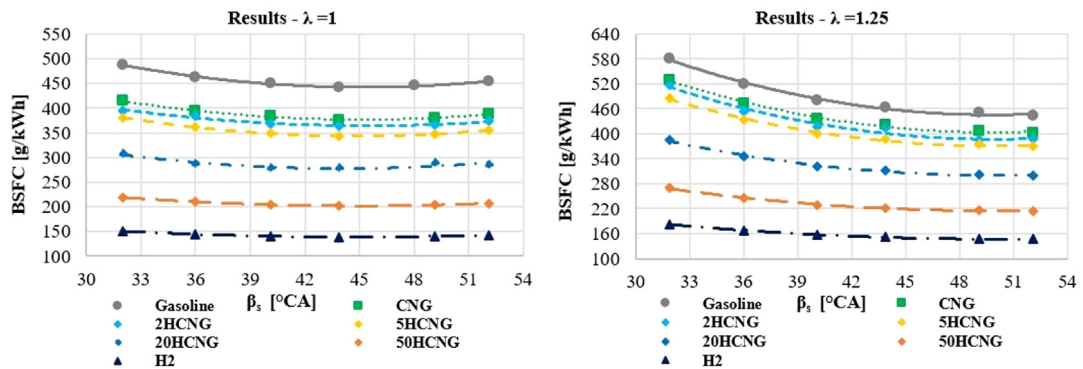 Results - λ =1
BSFC [g/kWh]
550
500
450
400
350
300
250
200
150
100
30 33 36 39 42 45 48 51 54
βs [°CA]
Gasoline CNG
2HCNG 5HCNG
20HCNG 50HCNG
H2
Results - λ =1.25
BSFC [g/kWh]
640
580
520
460
400
340
280
220
160
100
30 33 36 39 42 45 48 51 54
βs [°CA]
Gasoline CNG
2HCNG 5HCNG
20HCNG 50HCNG
H2